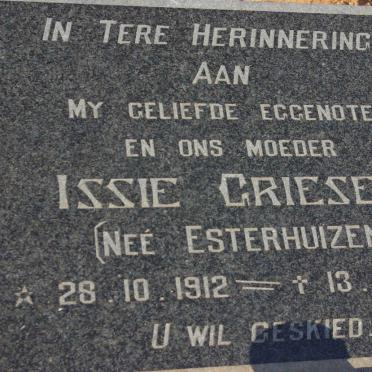 IN TERE HERINNERING
AAN
MY GELIEFDE EGGENOTE
EN ONS MOEDER
ISSIE GRIESE
(NEÉ ESTERHUIZEN
☆ 28.10.1912 = † 13.
U WIL GESKIED.